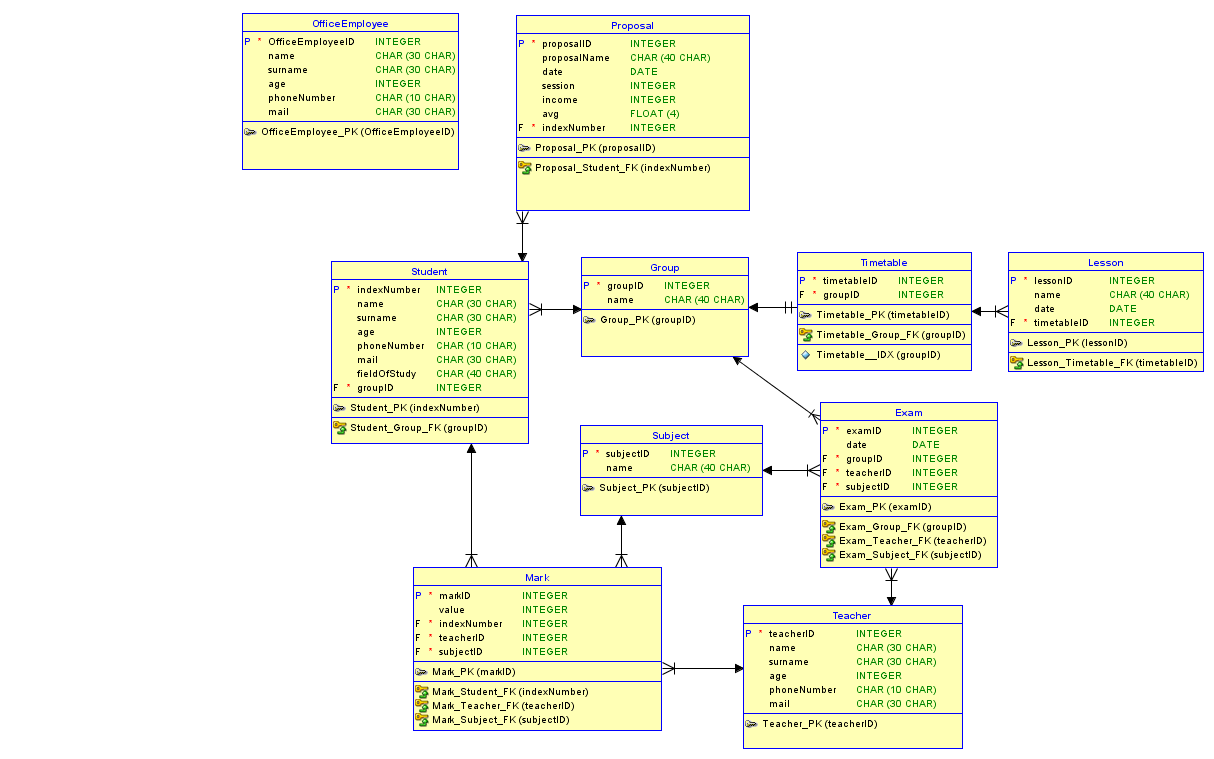 OfficeEmployee
P * OfficeEmployeeID INTEGER
name CHAR (30 CHAR)
surname CHAR (30 CHAR)
age INTEGER
phoneNumber CHAR (10 CHAR)
mail CHAR (30 CHAR)
OfficeEmployee_PK (OfficeEmployeeID)
Proposal
P * proposalID INTEGER
proposalName CHAR (40 CHAR)
date DATE
session INTEGER
income INTEGER
avg FLOAT (4)
F * indexNumber INTEGER
Proposal_PK (proposalID)
Proposal_Student_FK (indexNumber)
Student
P * indexNumber INTEGER
name CHAR (30 CHAR)
surname CHAR (30 CHAR)
age INTEGER
phoneNumber CHAR (10 CHAR)
mail CHAR (30 CHAR)
fieldOfStudy CHAR (40 CHAR)
F * groupID INTEGER
Student_PK (indexNumber)
Student_Group_FK (groupID)
Group
P * groupID INTEGER
name CHAR (40 CHAR)
Group_PK (groupID)
Timetable
P * timetableID INTEGER
F * groupID INTEGER
Timetable_PK (timetableID)
Timetable_Group_FK (groupID)
Timetable__IDX (groupID)
Lesson
P * lessonID INTEGER
name CHAR (40 CHAR)
date DATE
F * timetableID INTEGER
Lesson_PK (lessonID)
Lesson_Timetable_FK (timetableID)
Subject
P * subjectID INTEGER
name CHAR (40 CHAR)
Subject_PK (subjectID)
Exam
P * examID INTEGER
date DATE
F * groupID INTEGER
F * teacherID INTEGER
F * subjectID INTEGER
Exam_PK (examID)
Exam_Group_FK (groupID)
Exam_Teacher_FK (teacherID)
Exam_Subject_FK (subjectID)
Mark
P * markID INTEGER
value INTEGER
F * indexNumber INTEGER
F * teacherID INTEGER
F * subjectID INTEGER
Mark_PK (markID)
Mark_Student_FK (indexNumber)
Mark_Teacher_FK (teacherID)
Mark_Subject_FK (subjectID)
Teacher
P * teacherID INTEGER
name CHAR (30 CHAR)
surname CHAR (30 CHAR)
age INTEGER
phoneNumber CHAR (10 CHAR)
mail CHAR (30 CHAR)
Teacher_PK (teacherID)